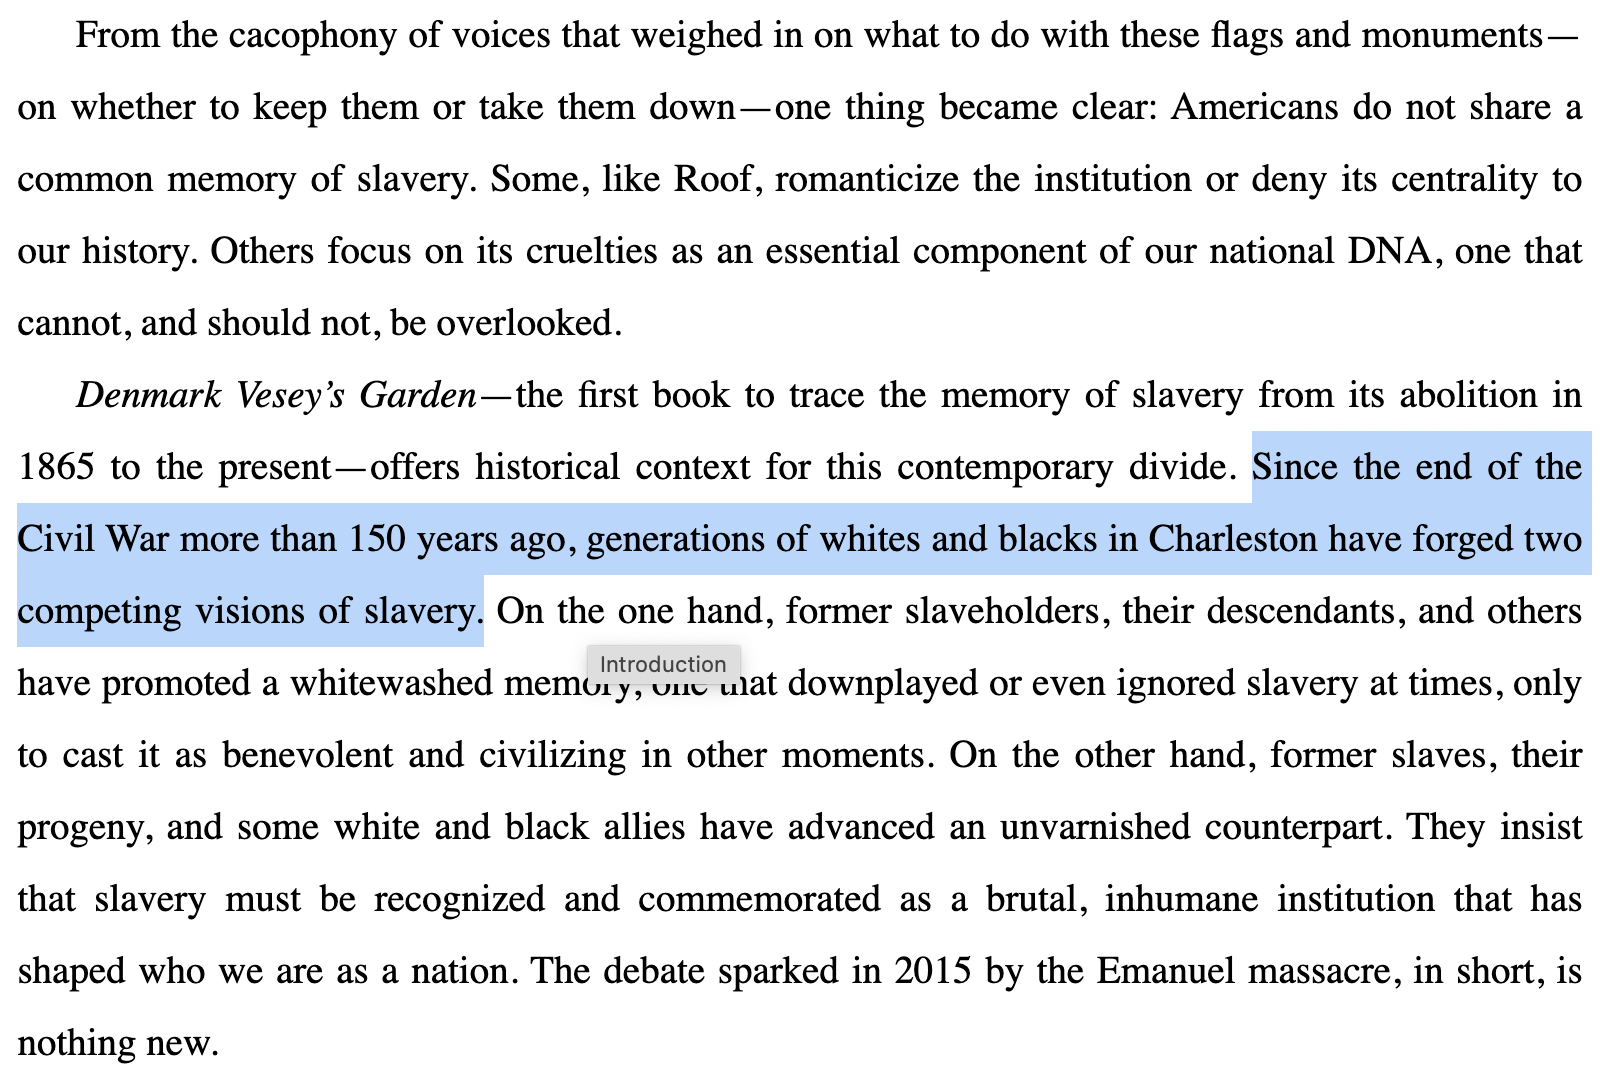 From the cacophony of voices that weighed in on what to do with these flags and monuments—
on whether to keep them or take them down—one thing became clear: Americans do not share a
common memory of slavery. Some, like Roof, romanticize the institution or deny its centrality to
our history. Others focus on its cruelties as an essential component of our national DNA, one that
cannot, and should not, be overlooked.
Denmark Vesey’s Garden—the first book to trace the memory of slavery from its abolition in
1865 to the present—offers historical context for this contemporary divide. Since the end of the
Civil War more than 150 years ago, generations of whites and blacks in Charleston have forged two
competing visions of slavery. On the one hand, former slaveholders, their descendants, and others
Introduction
have promoted a whitewashed memory, one that downplayed or even ignored slavery at times, only
to cast it as benevolent and civilizing in other moments. On the other hand, former slaves, their
progeny, and some white and black allies have advanced an unvarnished counterpart. They insist
that slavery must be recognized and commemorated as a brutal, inhumane institution that has
shaped who we are as a nation. The debate sparked in 2015 by the Emanuel massacre, in short, is
nothing new.